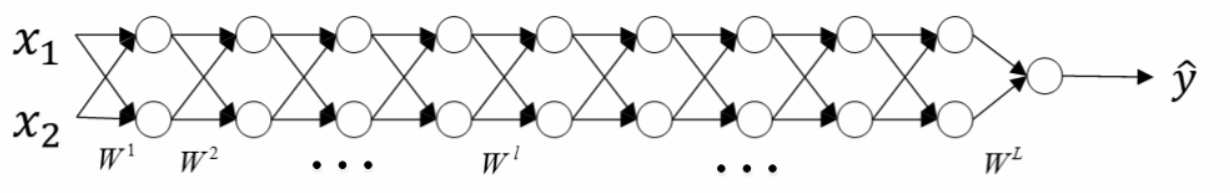 x₁
x₂
ŷ
W¹ W² ... Wˡ ... Wᴸ